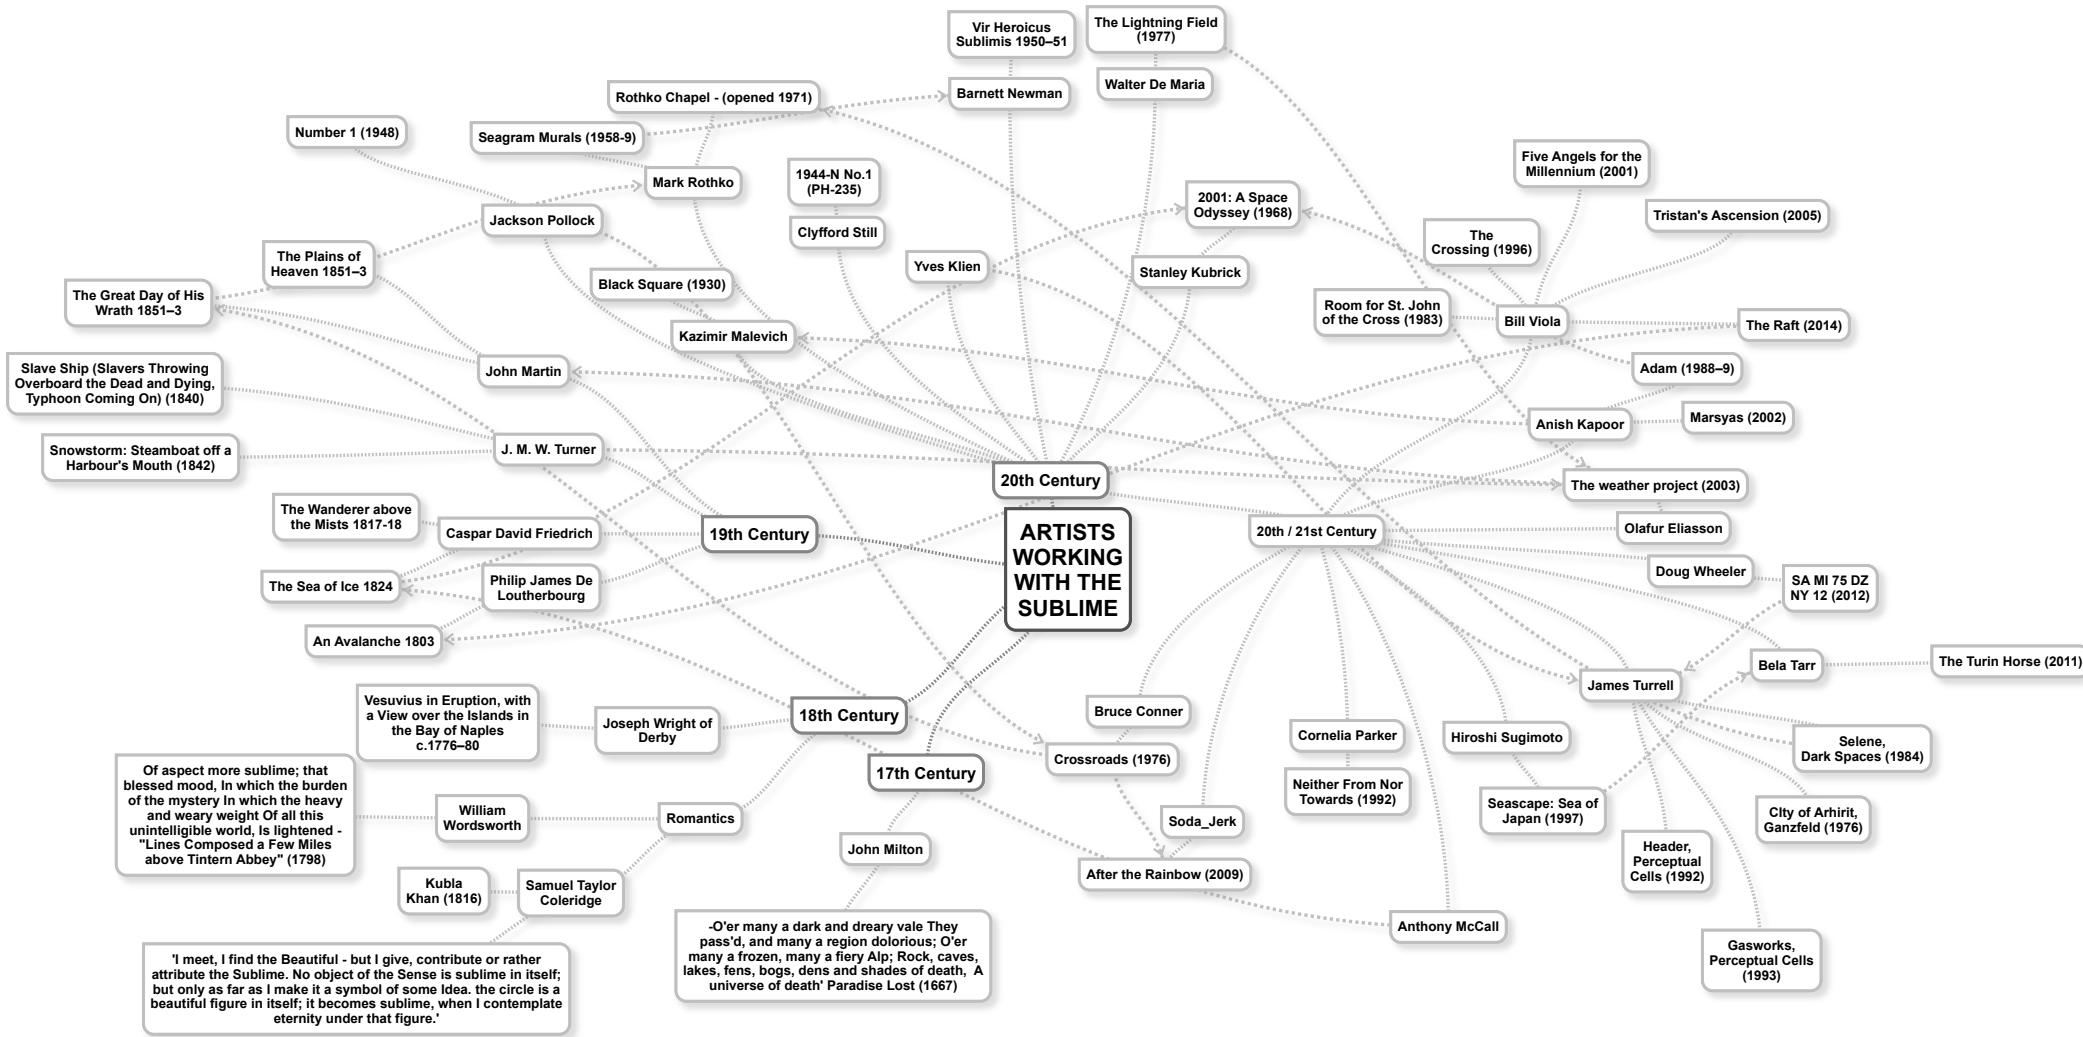 Vir Heroicus
Sublimis 1950–51
The Lightning Field
(1977)
Rothko Chapel - (opened 1971)
Barnett Newman
Walter De Maria
Number 1 (1948)
Seagram Murals (1958-9)
Mark Rothko
1944-N No.1
(PH-235)
Five Angels for the
Millennium (2001)
Jackson Pollock
Clyfford Still
2001: A Space
Odyssey (1968)
Tristan's Ascension (2005)
The
Crossing (1996)
The Plains of
Heaven 1851–3
Black Square (1930)
Yves Klien
Stanley Kubrick
The Great Day of His
Wrath 1851–3
Kazimir Malevich
Room for St. John
of the Cross (1983)
Bill Viola
The Raft (2014)
Slave Ship (Slavers Throwing
Overboard the Dead and Dying,
Typhoon Coming On) (1840)
John Martin
Adam (1988–9)
Anish Kapoor
Marsyas (2002)
Snowstorm: Steamboat off a
Harbour's Mouth (1842)
J. M. W. Turner
20th Century
The weather project (2003)
The Wanderer above
the Mists 1817-18
Caspar David Friedrich
19th Century
ARTISTS
WORKING
WITH THE
SUBLIME
20th / 21st Century
Olafur Eliasson
The Sea of Ice 1824
Philip James De
Loutherbourg
Doug Wheeler
SA MI 75 DZ
NY 12 (2012)
An Avalanche 1803
Bela Tarr
The Turin Horse (2011)
James Turrell
Vesuvius in Eruption, with
a View over the Islands in
the Bay of Naples
c.1776–80
Joseph Wright of
Derby
18th Century
Bruce Conner
Cornelia Parker
Hiroshi Sugimoto
Selene,
Dark Spaces (1984)
17th Century
Crossroads (1976)
Neither From Nor
Towards (1992)
Seascape: Sea of
Japan (1997)
CIty of Arhirit,
Ganzfeld (1976)
Of aspect more sublime; that
blessed mood, In which the burden
of the mystery In which the heavy
and weary weight Of all this
unintelligible world, Is lightened -
"Lines Composed a Few Miles
above Tintern Abbey" (1798)
William
Wordsworth
Romantics
Soda_Jerk
John Milton
Header,
Perceptual
Cells (1992)
After the Rainbow (2009)
Kubla
Khan (1816)
Samuel Taylor
Coleridge
Anthony McCall
-O'er many a dark and dreary vale They
pass'd, and many a region dolorious; O'er
many a frozen, many a fiery Alp; Rock, caves,
lakes, fens, bogs, dens and shades of death, A
universe of death' Paradise Lost (1667)
Gasworks,
Perceptual Cells
(1993)
'I meet, I find the Beautiful - but I give, contribute or rather
attribute the Sublime. No object of the Sense is sublime in itself;
but only as far as I make it a symbol of some Idea. the circle is a
beautiful figure in itself; it becomes sublime, when I contemplate
eternity under that figure.'